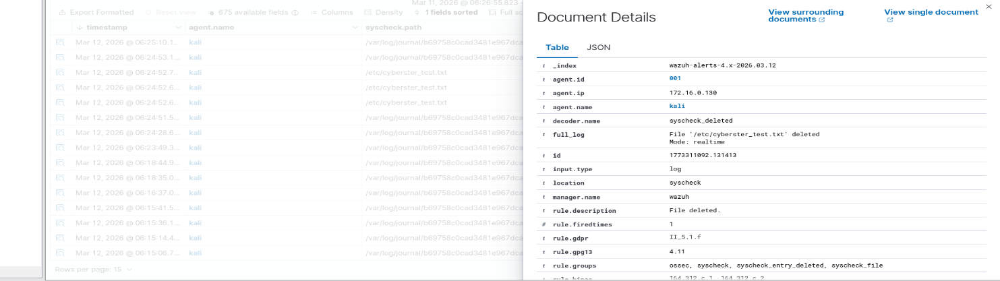 Mar 11, 2026 @ 06:26:55.823 -
Export Formatted Reset view 675 available fields Columns Density 1 fields sorted Full sc
timestamp agent.name syscheck.path
Mar 12, 2026 @ 06:25:10.1... kali /var/log/journal/b69758c0cad3481e967dca
Mar 12, 2026 @ 06:24:53.1... kali /var/log/journal/b69758c0cad3481e967dca
Mar 12, 2026 @ 06:24:52.7... kali /etc/cyberster_test.txt
Mar 12, 2026 @ 06:24:52.6... kali /etc/cyberster_test.txt
Mar 12, 2026 @ 06:24:52.6... kali /etc/cyberster_test.txt
Mar 12, 2026 @ 06:24:51.5... kali /var/log/journal/b69758c0cad3481e967dca
Mar 12, 2026 @ 06:24:28.6... kali /var/log/journal/b69758c0cad3481e967dca
Mar 12, 2026 @ 06:23:49.3... kali /var/log/journal/b69758c0cad3481e967dca
Mar 12, 2026 @ 06:18:44.9... kali /var/log/journal/b69758c0cad3481e967dca
Mar 12, 2026 @ 06:18:35.0... kali /var/log/journal/b69758c0cad3481e967dca
Mar 12, 2026 @ 06:16:37.0... kali /var/log/journal/b69758c0cad3481e967dca
Mar 12, 2026 @ 06:15:41.5... kali /var/log/journal/b69758c0cad3481e967dca
Mar 12, 2026 @ 06:15:36.1... kali /var/log/journal/b69758c0cad3481e967dca
Mar 12, 2026 @ 06:15:14.4... kali /var/log/journal/b69758c0cad3481e967dca
Mar 12, 2026 @ 06:15:06.7... kali /var/log/journal/b69758c0cad3481e967dca
Rows per page: 15
Document Details
View surrounding
documents
View single document
Table JSON
t _index wazuh-alerts-4.x-2026.03.12
t agent.id 001
t agent.ip 172.16.0.130
t agent.name kali
t decoder.name syscheck_deleted
t full_log File '/etc/cyberster_test.txt' deleted
Mode: realtime
t id 1773311092.131413
t input.type log
t location syscheck
t manager.name wazuh
t rule.description File deleted.
# rule.firedtimes 1
t rule.gdpr II_5.1.f
t rule.gpg13 4.11
t rule.groups ossec, syscheck, syscheck_entry_deleted, syscheck_file
t rule.hipaa 164.312.c.1, 164.312.c.2